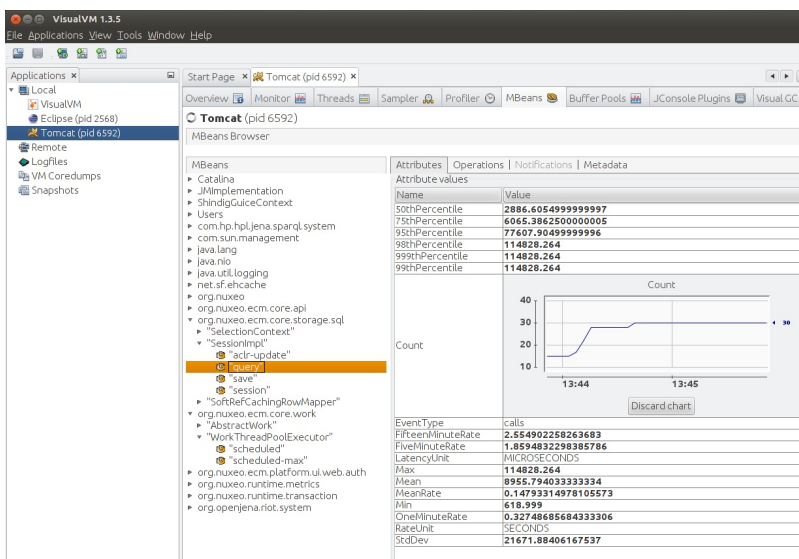 VisualVM 1.3.5
File Applications View Tools Window Help
Applications
Local
VisualVM
Eclipse (pid 2568)
Tomcat (pid 6592)
Remote
Logfiles
VM Coredumps
Snapshots
Start Page Tomcat (pid 6592)
Overview Monitor Threads Sampler Profiler MBeans Buffer Pools JConsole Plugins Visual GC
Tomcat (pid 6592)
MBeans Browser
MBeans
Catalina
JMImplementation
ShindigGuiceContext
Users
com.hp.hpl.jena.sparql.system
com.sun.management
java.lang
java.nio
java.util.logging
net.sf.ehcache
org.nuxeo
org.nuxeo.ecm.core.api
org.nuxeo.ecm.core.storage.sql
"SelectionContext"
"SessionImpl"
"aclr-update"
"query"
"save"
"session"
"SoftRefCachingRowMapper"
org.nuxeo.ecm.core.work
"AbstractWork"
"WorkThreadPoolExecutor"
"scheduled"
"scheduled-max"
org.nuxeo.ecm.platform.ui.web.auth
org.nuxeo.runtime.metrics
org.nuxeo.runtime.transaction
org.openjena.riot.system
Attributes Operations Notifications Metadata
Attribute values
Name Value
50thPercentile 2886.6054999999997
75thPercentile 6065.3862500000005
95thPercentile 77607.90499999996
98thPercentile 114828.264
999thPercentile 114828.264
99thPercentile 114828.264
Count
Count
40
30
20
10
30
13:44 13:45
Discard chart
EventType calls
FifteenMinuteRate 2.554902258263683
FiveMinuteRate 1.8594832298385786
LatencyUnit MICROSECONDS
Max 114828.264
Mean 8955.794033333334
MeanRate 0.14793314978105573
Min 618.999
OneMinuteRate 0.32748685684333306
RateUnit SECONDS
StdDev 21671.88406167537